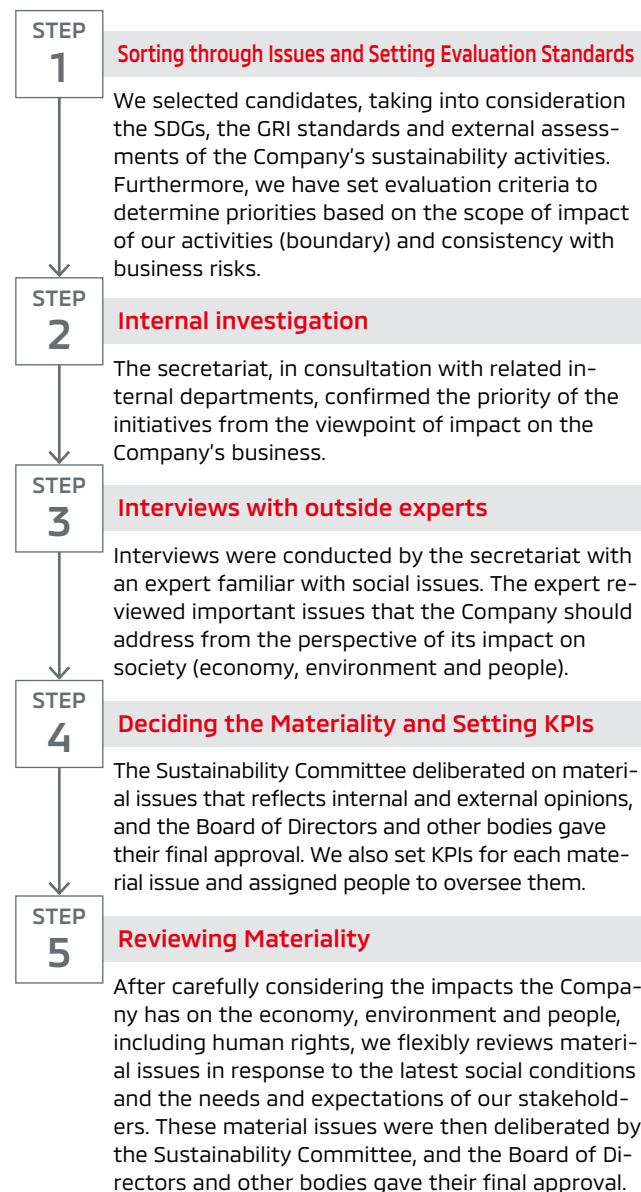 STEP
1
Sorting through Issues and Setting Evaluation Standards
We selected candidates, taking into consideration
the SDGs, the GRI standards and external assess-
ments of the Company's sustainability activities.
Furthermore, we have set evaluation criteria to
determine priorities based on the scope of impact
of our activities (boundary) and consistency with
business risks.
STEP
2
Internal investigation
The secretariat, in consultation with related in-
ternal departments, confirmed the priority of the
initiatives from the viewpoint of impact on the
Company's business.
STEP
3
Interviews with outside experts
Interviews were conducted by the secretariat with
an expert familiar with social issues. The expert re-
viewed important issues that the Company should
address from the perspective of its impact on
society (economy, environment and people).
STEP
4
Deciding the Materiality and Setting KPIs
The Sustainability Committee deliberated on materi-
al issues that reflects internal and external opinions,
and the Board of Directors and other bodies gave
their final approval. We also set KPIs for each mate-
rial issue and assigned people to oversee them.
STEP
5
Reviewing Materiality
After carefully considering the impacts the Compa-
ny has on the economy, environment and people,
including human rights, we flexibly reviews materi-
al issues in response to the latest social conditions
and the needs and expectations of our stakehold-
ers. These material issues were then deliberated by
the Sustainability Committee, and the Board of Di-
rectors and other bodies gave their final approval.